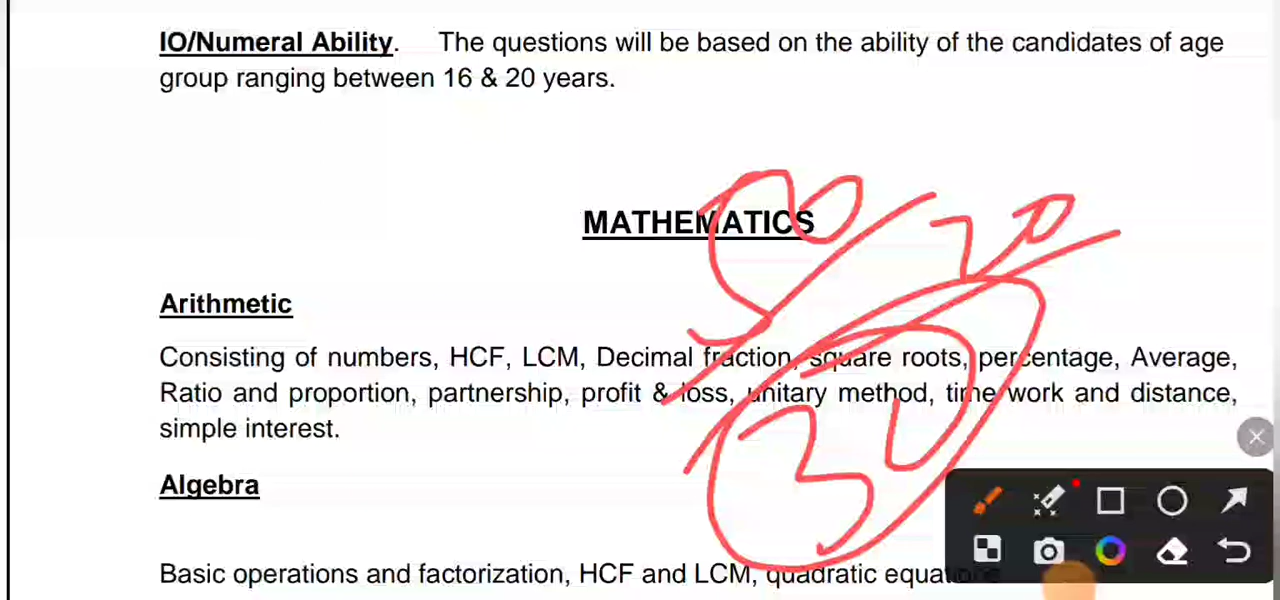 IO/Numeral Ability. The questions will be based on the ability of the candidates of age
group ranging between 16 & 20 years.
MATHEMATICS
Arithmetic
Consisting of numbers, HCF, LCM, Decimal fraction, square roots, percentage, Average,
Ratio and proportion, partnership, profit & loss, unitary method, time work and distance,
simple interest.
Algebra
Basic operations and factorization, HCF and LCM, quadratic equations